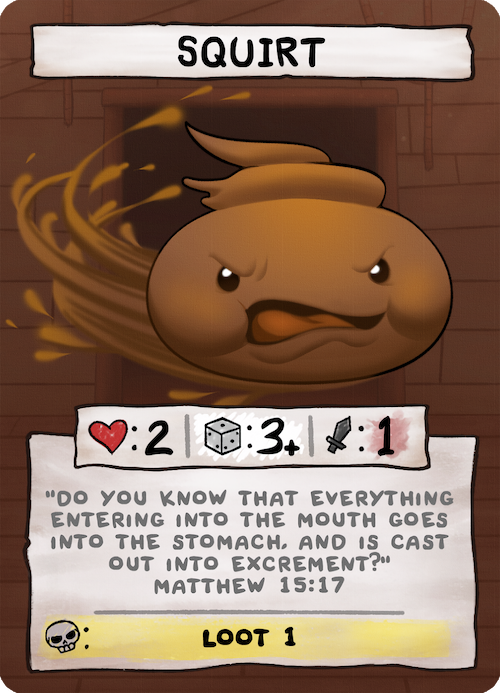 SQUIRT
:2 :3+ :1
"DO YOU KNOW THAT EVERYTHING
ENTERING INTO THE MOUTH GOES
INTO THE STOMACH, AND IS CAST
OUT INTO EXCREMENT?"
MATTHEW 15:17
: LOOT 1